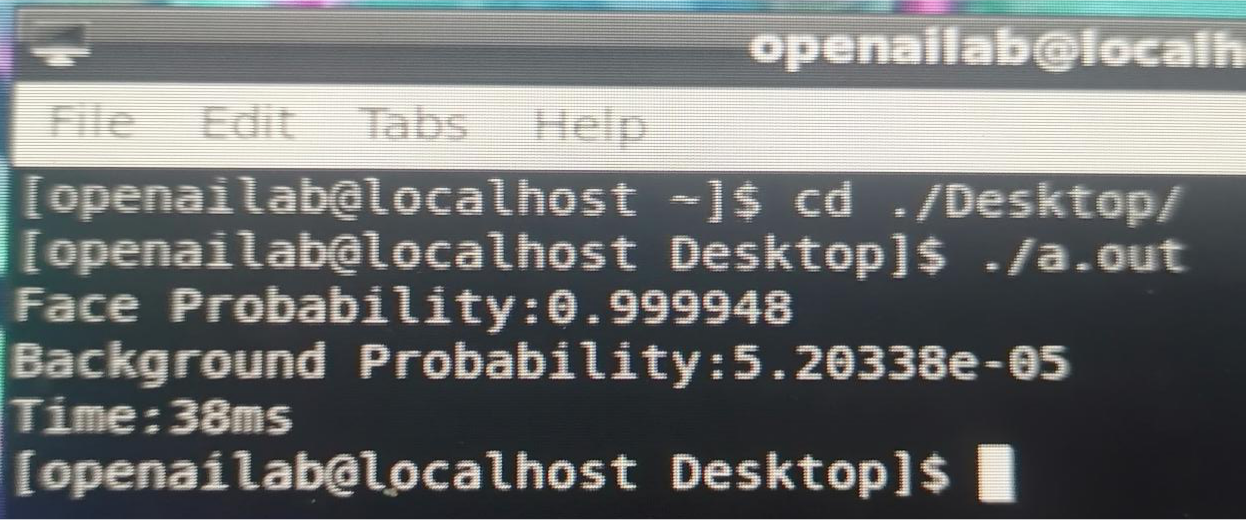 openailab@localh
File Edit Tabs Help
[openailab@localhost ~]$ cd ./Desktop/
[openailab@localhost Desktop]$ ./a.out
Face Probability:0.999948
Background Probability:5.20338e-05
Time:38ms
[openailab@localhost Desktop]$